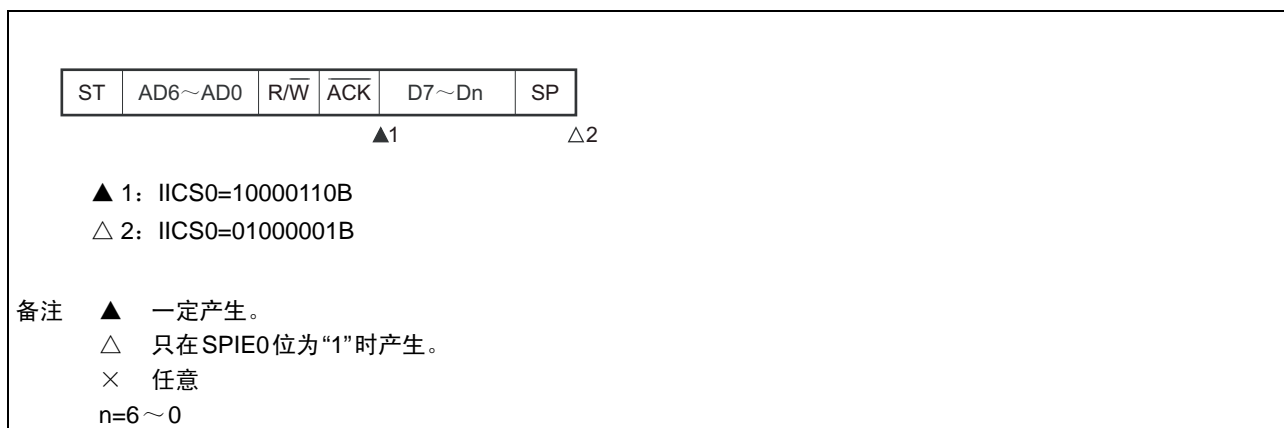 ST AD6～AD0 R/W ACK D7～Dn SP
▲1 △2
▲ 1：IICS0=10000110B
△ 2：IICS0=01000001B
备注 ▲ 一定产生。
△ 只在SPIE0位为“1”时产生。
× 任意
n=6～0